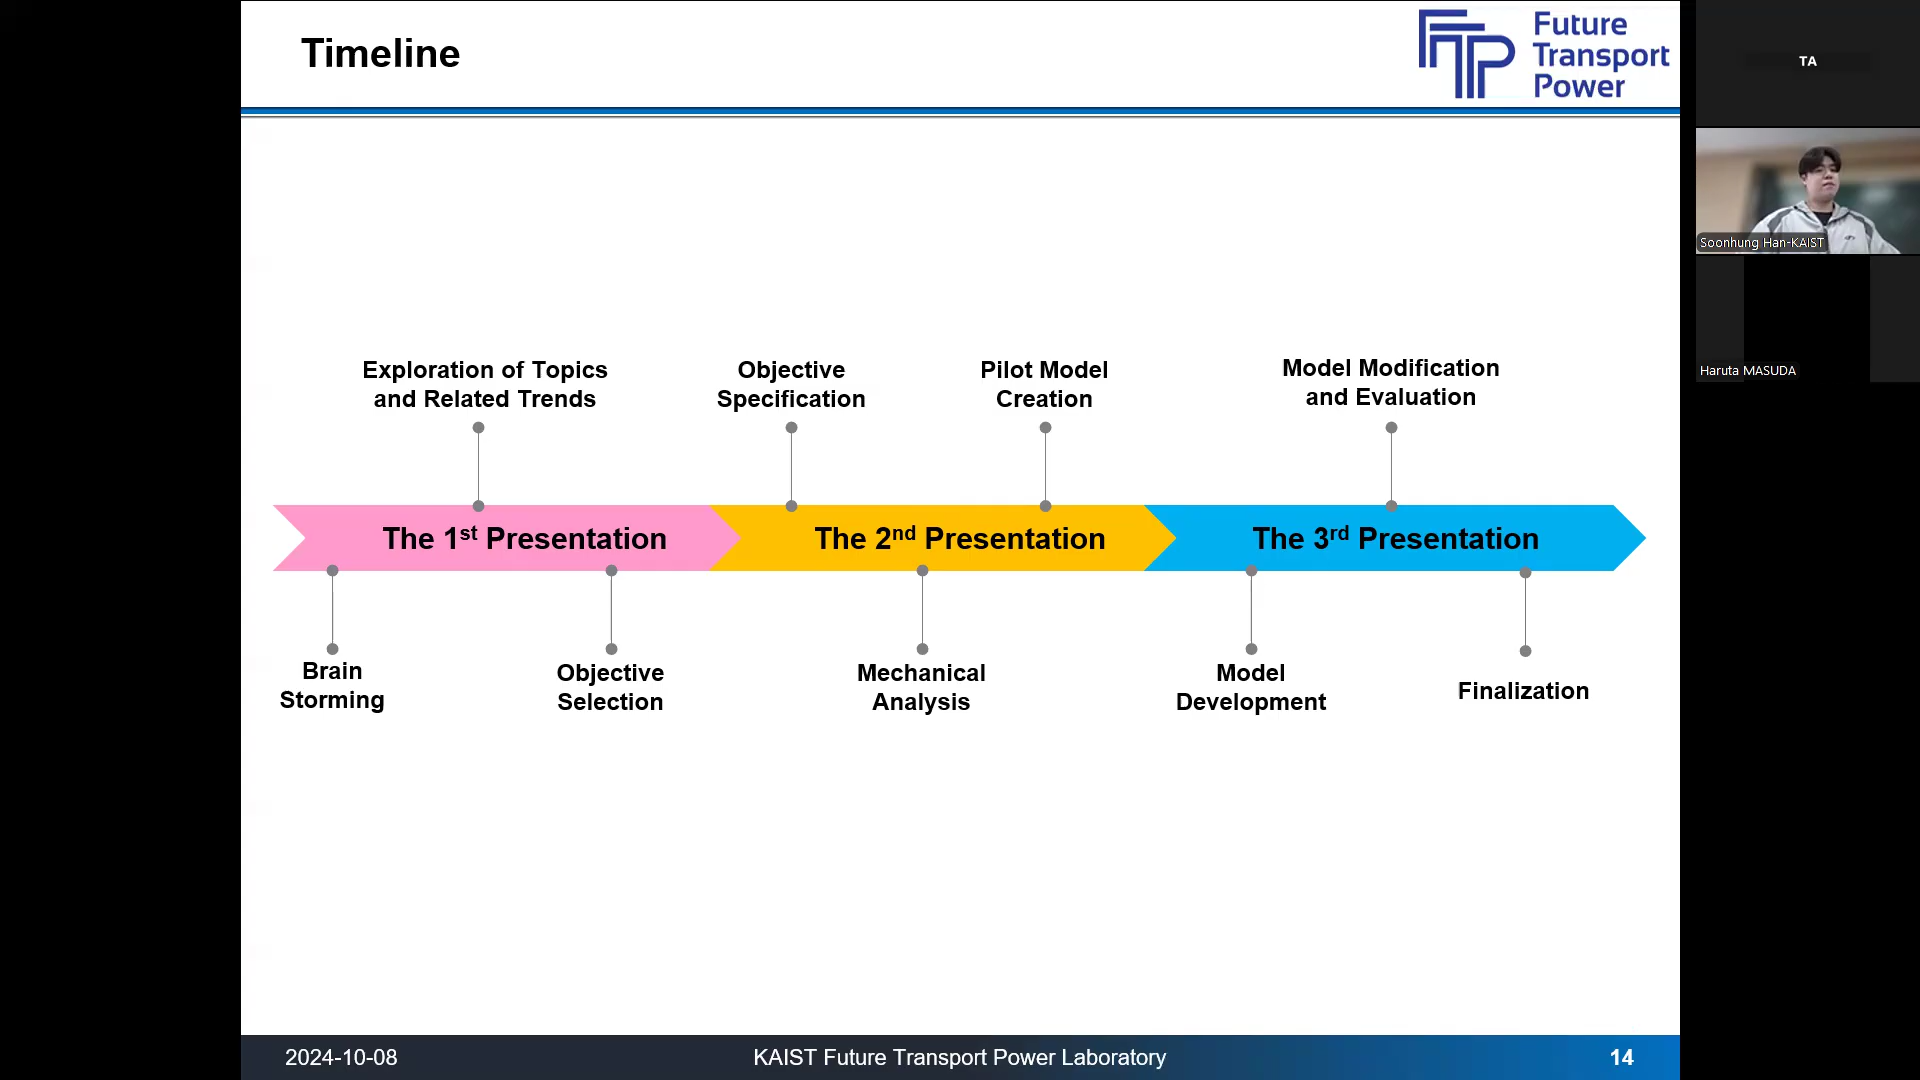 Timeline
Future
Transport
Power
TA
Soonhung Han-KAIST
Haruta MASUDA
Exploration of Topics
and Related Trends
Objective
Specification
Pilot Model
Creation
Model Modification
and Evaluation
The 1st Presentation
The 2nd Presentation
The 3rd Presentation
Brain
Storming
Objective
Selection
Mechanical
Analysis
Model
Development
Finalization
2024-10-08
KAIST Future Transport Power Laboratory
14